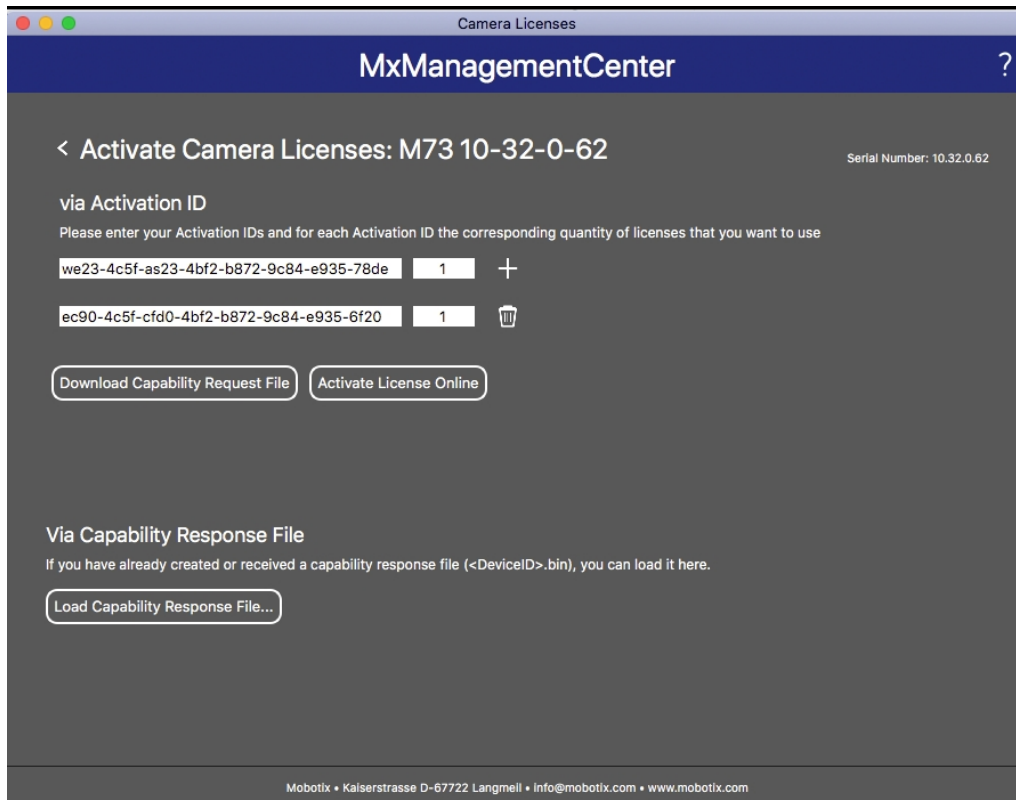 Camera Licenses
MxManagementCenter
?
< Activate Camera Licenses: M73 10-32-0-62
Serial Number: 10.32.0.62
via Activation ID
Please enter your Activation IDs and for each Activation ID the corresponding quantity of licenses that you want to use
we23-4c5f-as23-4bf2-b872-9c84-e935-78de 1 +
ec90-4c5f-cfd0-4bf2-b872-9c84-e935-6f20 1
Download Capability Request File Activate License Online
Via Capability Response File
If you have already created or received a capability response file (<DeviceID>.bin), you can load it here.
Load Capability Response File...
Mobotix • Kaiserstrasse D-67722 Langmeil • info@mobotix.com • www.mobotix.com